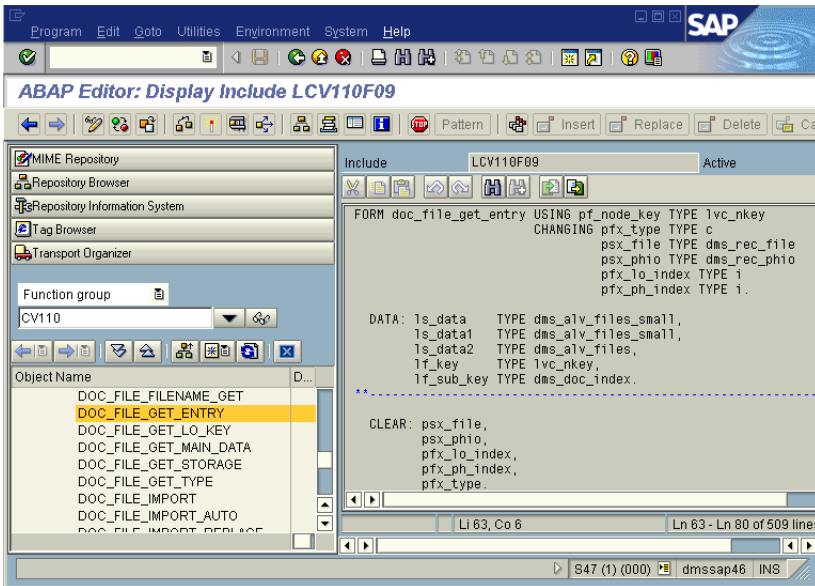 Program Edit Goto Utilities Environment System Help
SAP
ABAP Editor: Display Include LCV110F09
Pattern Insert Replace Delete Ca
MIME Repository
Repository Browser
Repository Information System
Tag Browser
Transport Organizer
Function group
CV110
Object Name D...
DOC_FILE_FILENAME_GET
DOC_FILE_GET_ENTRY
DOC_FILE_GET_LO_KEY
DOC_FILE_GET_MAIN_DATA
DOC_FILE_GET_STORAGE
DOC_FILE_GET_TYPE
DOC_FILE_IMPORT
DOC_FILE_IMPORT_AUTO
DOC_FILE_IMPORT_REPLACE
Include LCV110F09 Active
FORM doc_file_get_entry USING pf_node_key TYPE lvc_nkey
CHANGING pfx_type TYPE c
psx_file TYPE dms_rec_file
psx_phio TYPE dms_rec_phio
pfx_lo_index TYPE i
pfx_ph_index TYPE i.
DATA: ls_data TYPE dms_alv_files_small,
ls_data1 TYPE dms_alv_files_small,
ls_data2 TYPE dms_alv_files,
lf_key TYPE lvc_nkey,
lf_sub_key TYPE dms_doc_index.
**----------------------------------------------------------
CLEAR: psx_file,
psx_phio,
pfx_lo_index,
pfx_ph_index,
pfx_type.
Li 63, Co 6 Ln 63 - Ln 80 of 509 lines
S47 (1) (000) dmssap46 INS